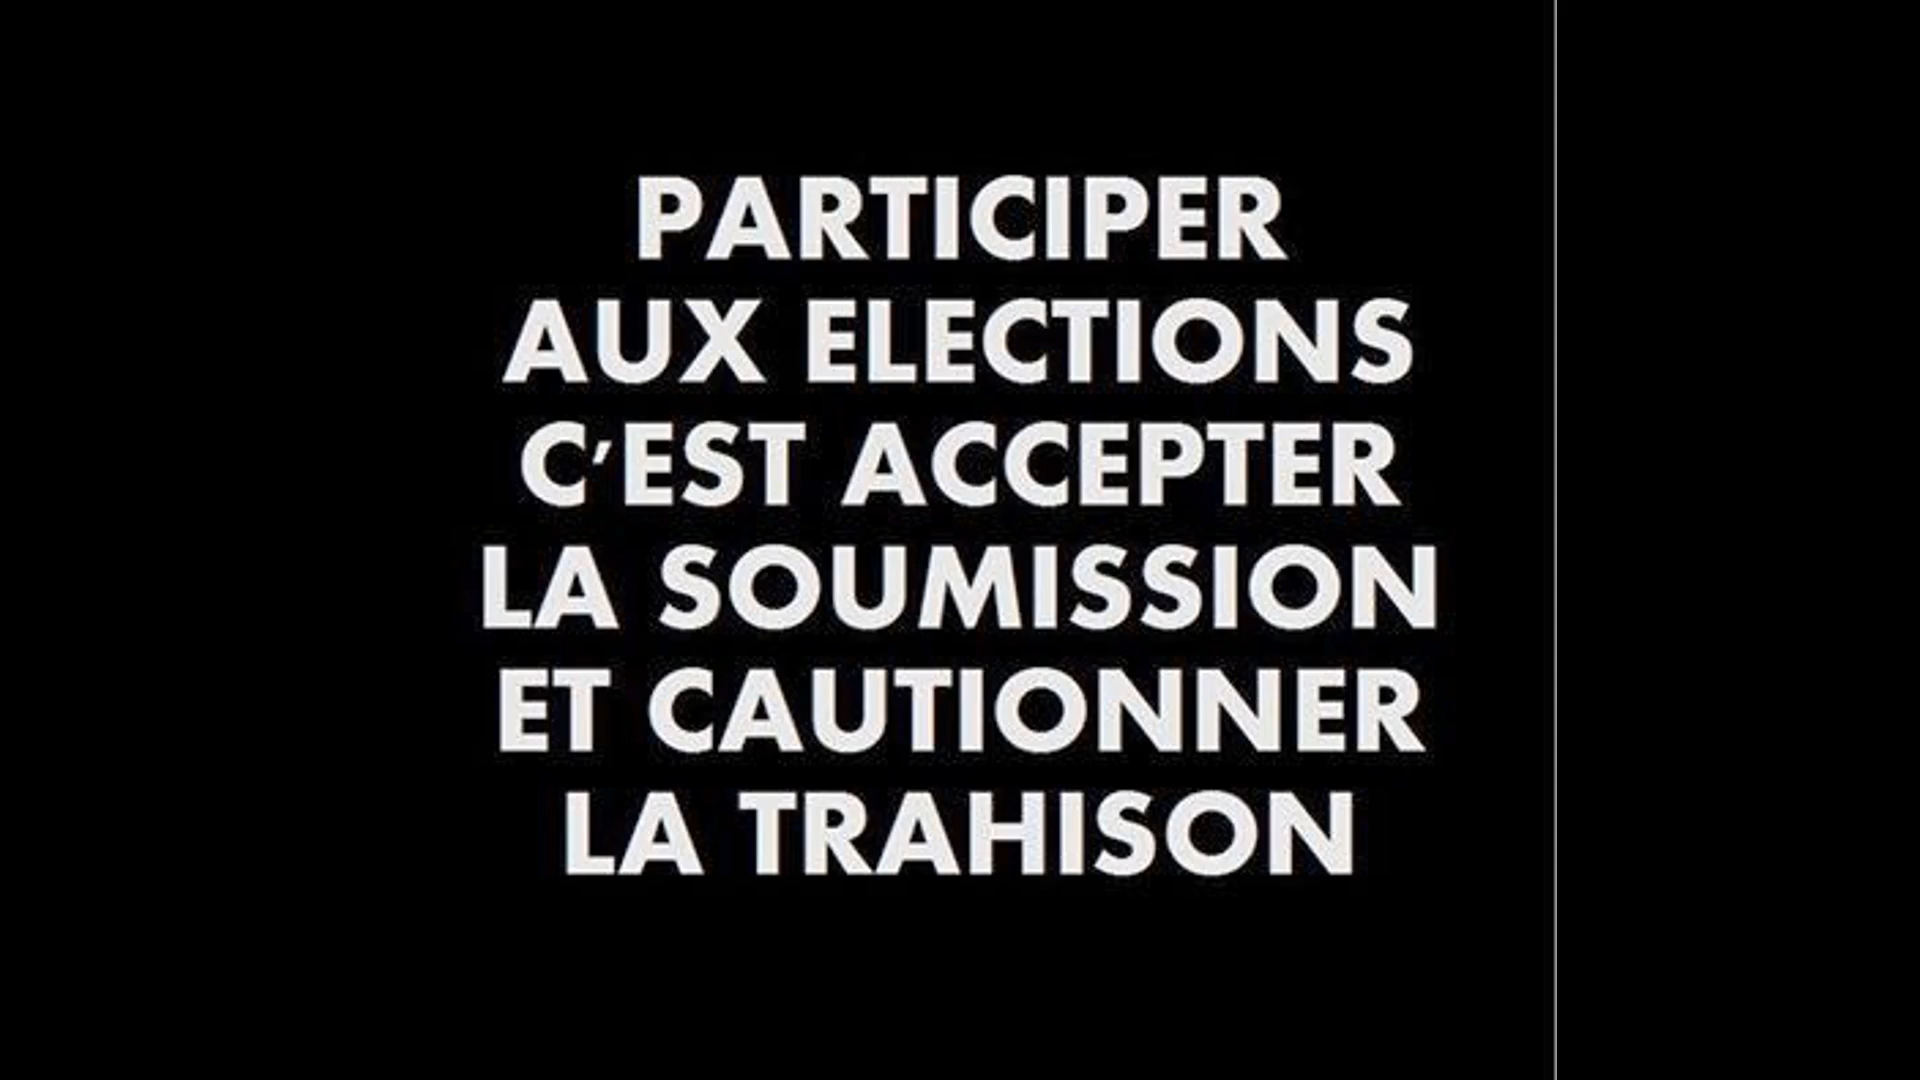 PARTICIPER
AUX ELECTIONS
C'EST ACCEPTER
LA SOUMISSION
ET CAUTIONNER
LA TRAHISON